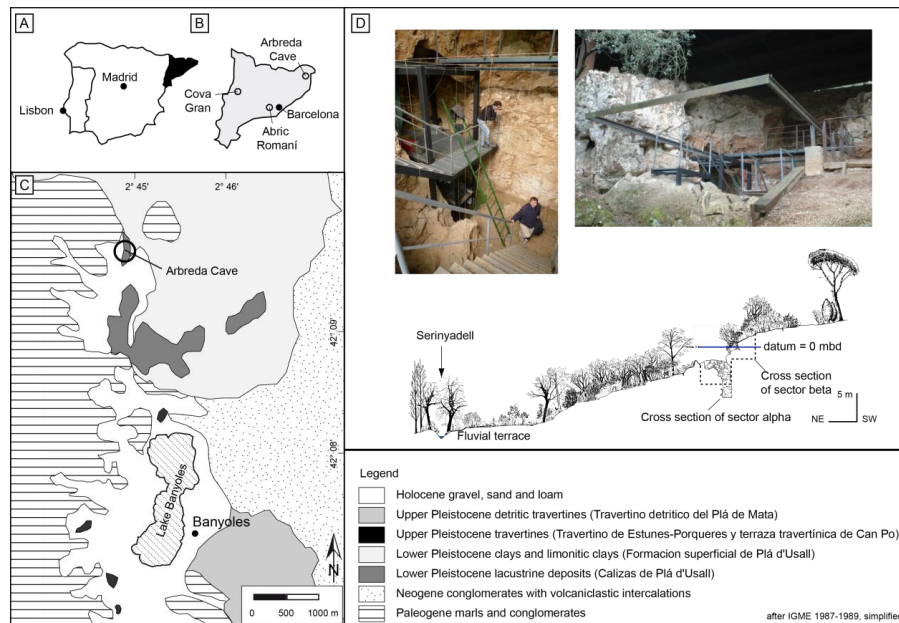 A
Madrid
Lisbon
B
Arbreda
Cave
Cova
Gran
Barcelona
Abric
Romaní
C
2° 45'
2° 46'
Arbreda Cave
42° 09'
42° 08'
Lake Banyoles
Banyoles
N
0
500
1000 m
D
Serinyadell
datum = 0 mbd
Cross section
of sector beta
5 m
Cross section of sector alpha
NE
SW
Fluvial terrace
Legend
Holocene gravel, sand and loam
Upper Pleistocene detritic travertines (Travertino detritico del Plá de Mata)
Upper Pleistocene travertines (Travertino de Estunes-Porqueres y terraza travertínica de Can Po)
Lower Pleistocene clays and limonitic clays (Formacion superficial de Plá d'Usall)
Lower Pleistocene lacustrine deposits (Calizas de Plá d'Usall)
Neogene conglomerates with volcaniclastic intercalations
Paleogene marls and conglomerates
after IGME 1987-1989, simplified